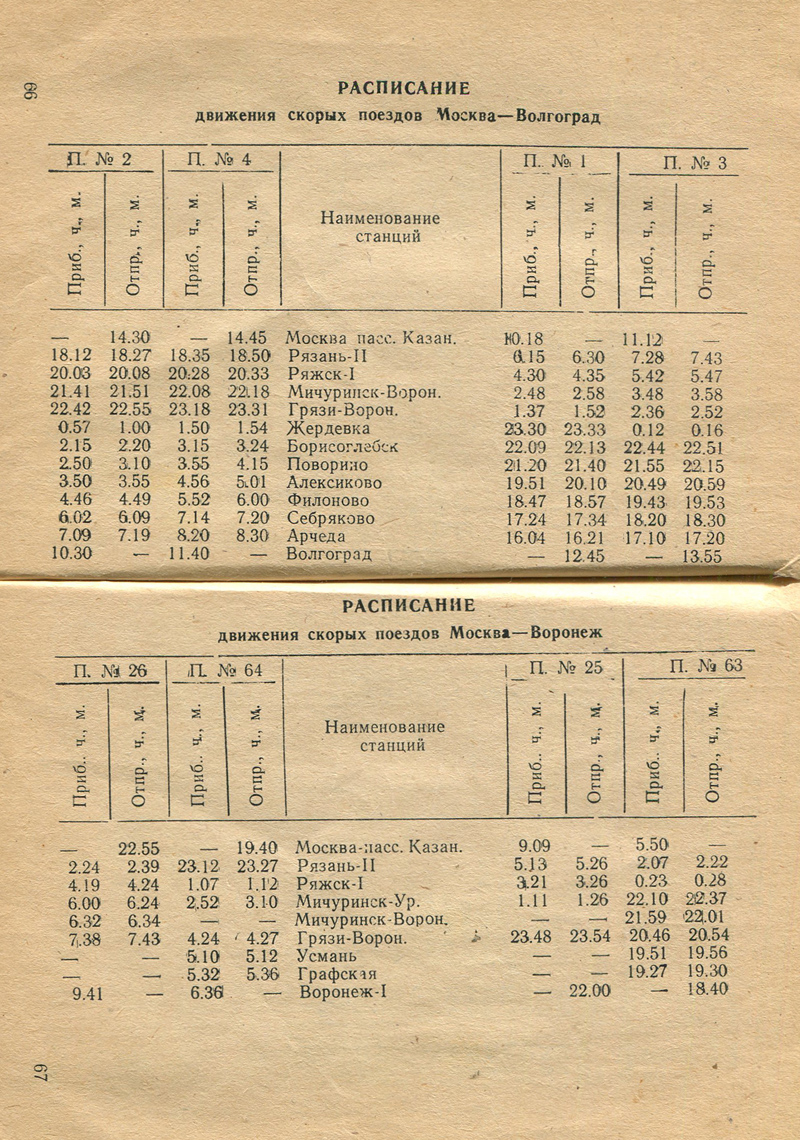 66
РАСПИСАНИЕ
движения скорых поездов Москва—Волгоград
П. № 2 П. № 4 Наименование станций П. № 1 П. № 3
Приб., ч., м. Отпр., ч., м. Приб., ч., м. Отпр., ч., м. Приб., ч., м. Отпр., ч., м. Приб., ч., м. Отпр., ч., м.
— 14.30 — 14.45 Москва пасс. Казан. 10.18 — 11.12 —
18.12 18.27 18.35 18.50 Рязань-II 6.15 6.30 7.28 7.43
20.03 20.08 20.28 20.33 Ряжск-I 4.30 4.35 5.42 5.47
21.41 21.51 22.08 22.18 Мичуринск-Ворон. 2.48 2.58 3.48 3.58
22.42 22.55 23.18 23.31 Грязи-Ворон. 1.37 1.52 2.36 2.52
0.57 1.00 1.50 1.54 Жердевка 23.30 23.33 0.12 0.16
2.15 2.20 3.15 3.24 Борисоглебск 22.09 22.13 22.44 22.51
2.50 3.10 3.55 4.15 Поворино 21.20 21.40 21.55 22.15
3.50 3.55 4.56 5.01 Алексиково 19.51 20.10 20.49 20.59
4.46 4.49 5.52 6.00 Филоново 18.47 18.57 19.43 19.53
6.02 6.09 7.14 7.20 Себряково 17.24 17.34 18.20 18.30
7.09 7.19 8.20 8.30 Арчеда 16.04 16.21 17.10 17.20
10.30 — 11.40 — Волгоград — 12.45 — 13.55
РАСПИСАНИЕ
движения скорых поездов Москва—Воронеж
П. № 26 П. № 64 Наименование станций П. № 25 П. № 63
Приб.. ч., м. Отпр., ч., м. Приб.. ч., м. Отпр., ч., м. Приб.. ч., м. Отпр., ч., м. Приб.. ч., м. Отпр., ч., м.
— 22.55 — 19.40 Москва-пасс. Казан. 9.09 — 5.50 —
2.24 2.39 23.12 23.27 Рязань-II 5.13 5.26 2.07 2.22
4.19 4.24 1.07 1.12 Ряжск-I 3.21 3.26 0.23 0.28
6.00 6.24 2.52 3.10 Мичуринск-Ур. 1.11 1.26 22.10 22.37
6.32 6.34 — — Мичуринск-Ворон. — — 21.59 22.01
7.38 7.43 4.24 4.27 Грязи-Ворон. 23.48 23.54 20.46 20.54
— — 5.10 5.12 Усмань — — 19.51 19.56
— — 5.32 5.36 Графская — — 19.27 19.30
9.41 — 6.36 — Воронеж-I — 22.00 — 18.40
67